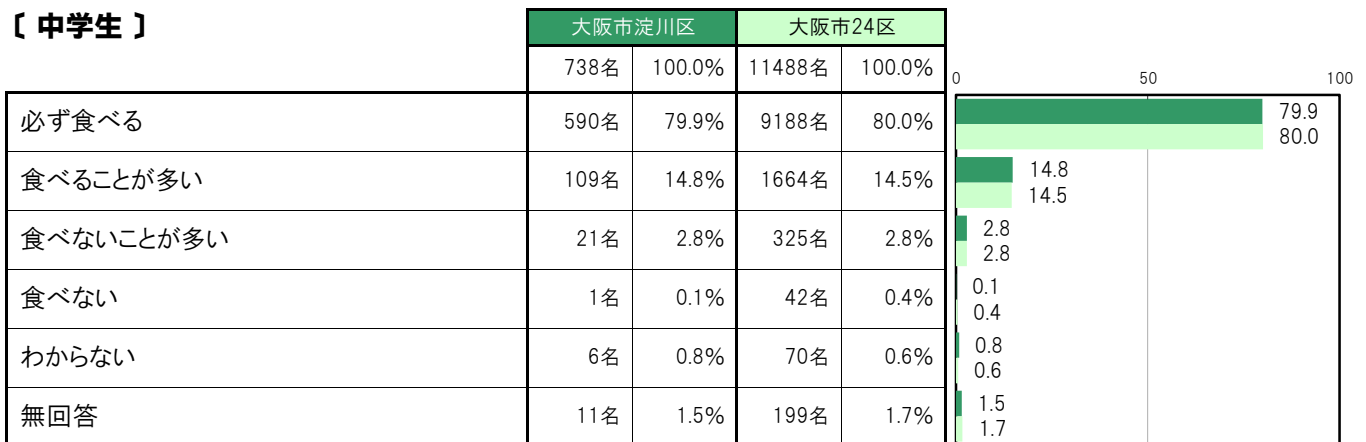 〔 中学生 〕
大阪市淀川区 大阪市24区
738名 100.0% 11488名 100.0%
0 50 100
必ず食べる 590名 79.9% 9188名 80.0% 79.9
80.0
食べることが多い 109名 14.8% 1664名 14.5% 14.8
14.5
食べないことが多い 21名 2.8% 325名 2.8% 2.8
2.8
食べない 1名 0.1% 42名 0.4% 0.1
0.4
わからない 6名 0.8% 70名 0.6% 0.8
0.6
無回答 11名 1.5% 199名 1.7% 1.5
1.7